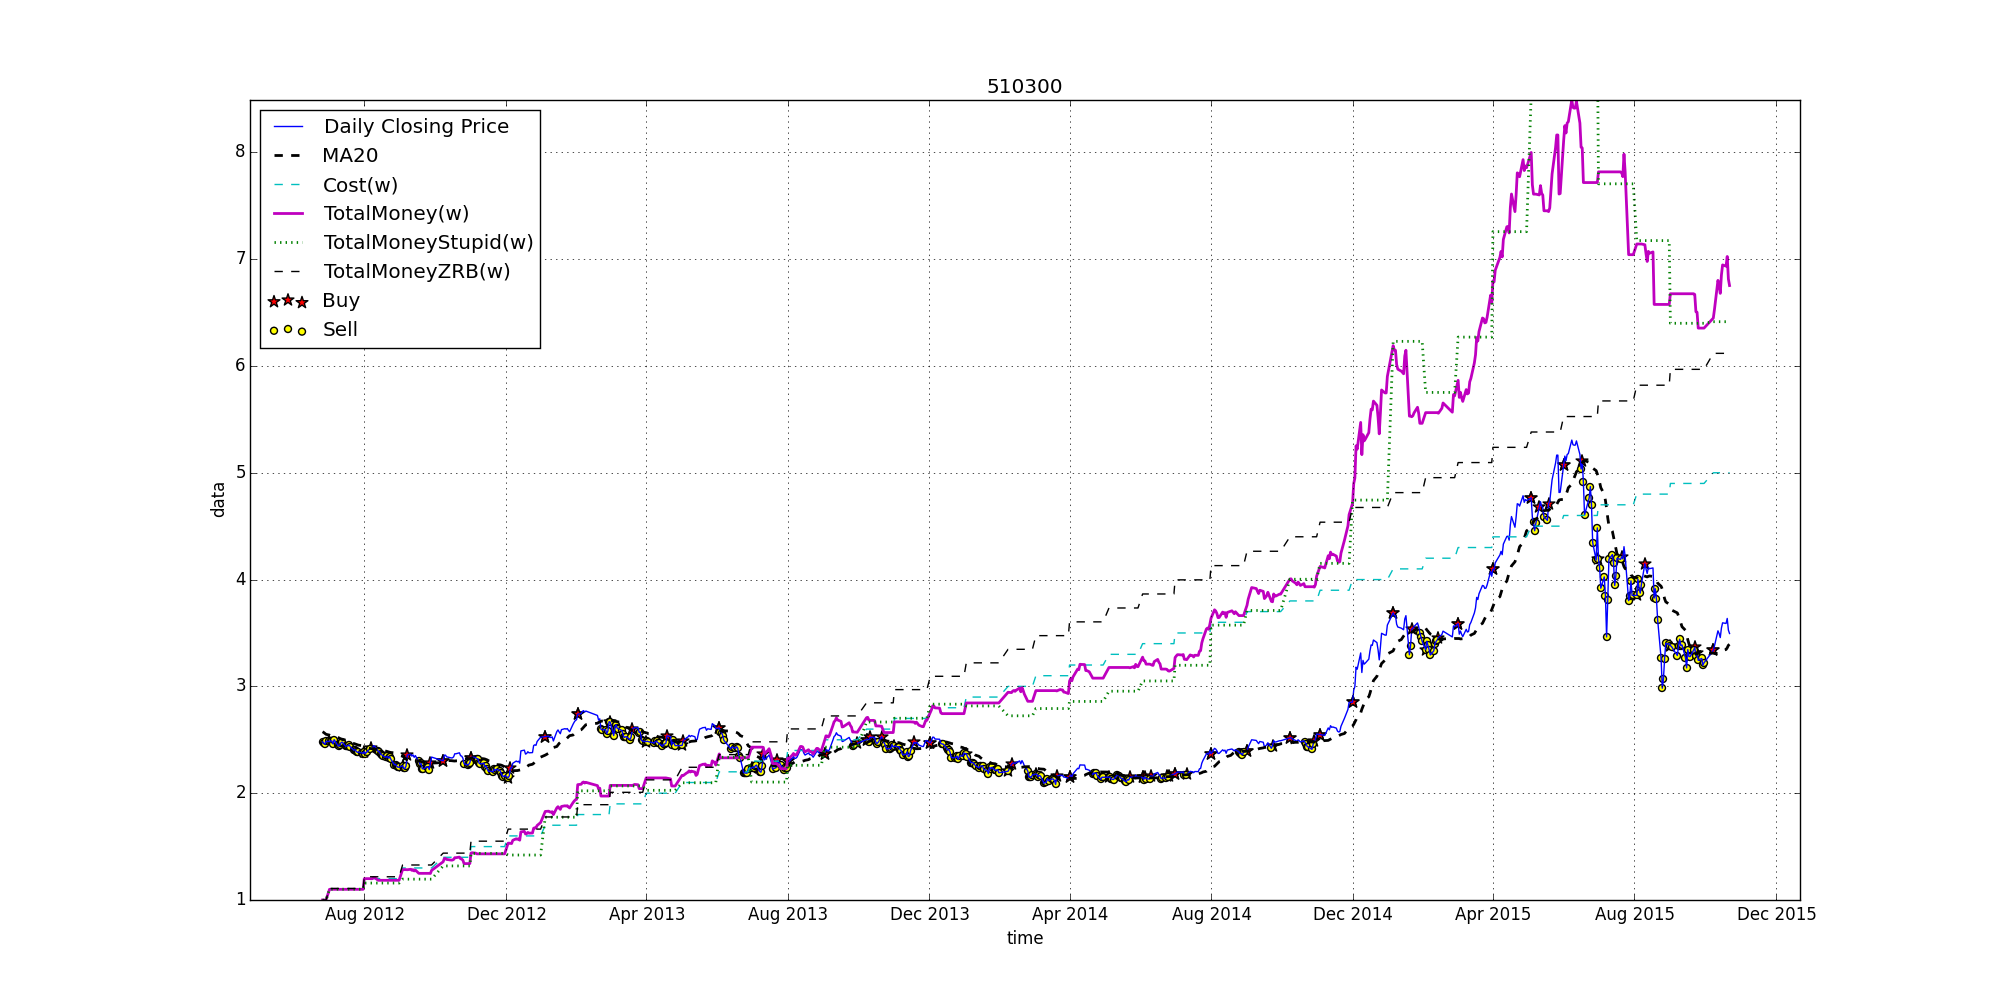 510300
Daily Closing Price
MA20
Cost(w)
TotalMoney(w)
TotalMoneyStupid(w)
TotalMoneyZRB(w)
Buy
Sell
8
7
6
5
4
3
2
1
data
Aug 2012 Dec 2012 Apr 2013 Aug 2013 Dec 2013 Apr 2014 Aug 2014 Dec 2014 Apr 2015 Aug 2015 Dec 2015
time